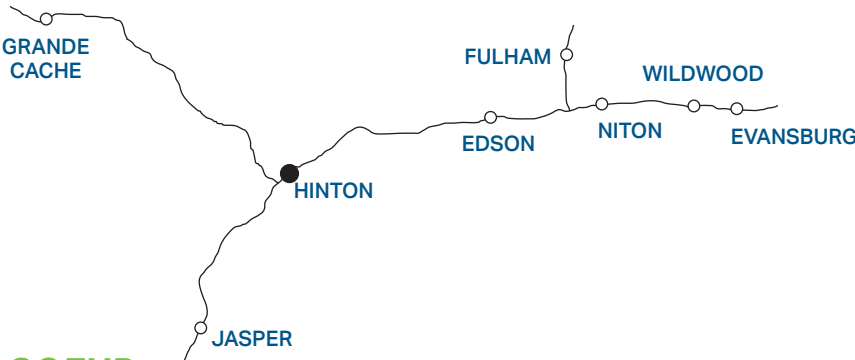 GRANDE
CACHE
FULHAM
WILDWOOD
EDSON
NITON
EVANSBURG
HINTON
JASPER